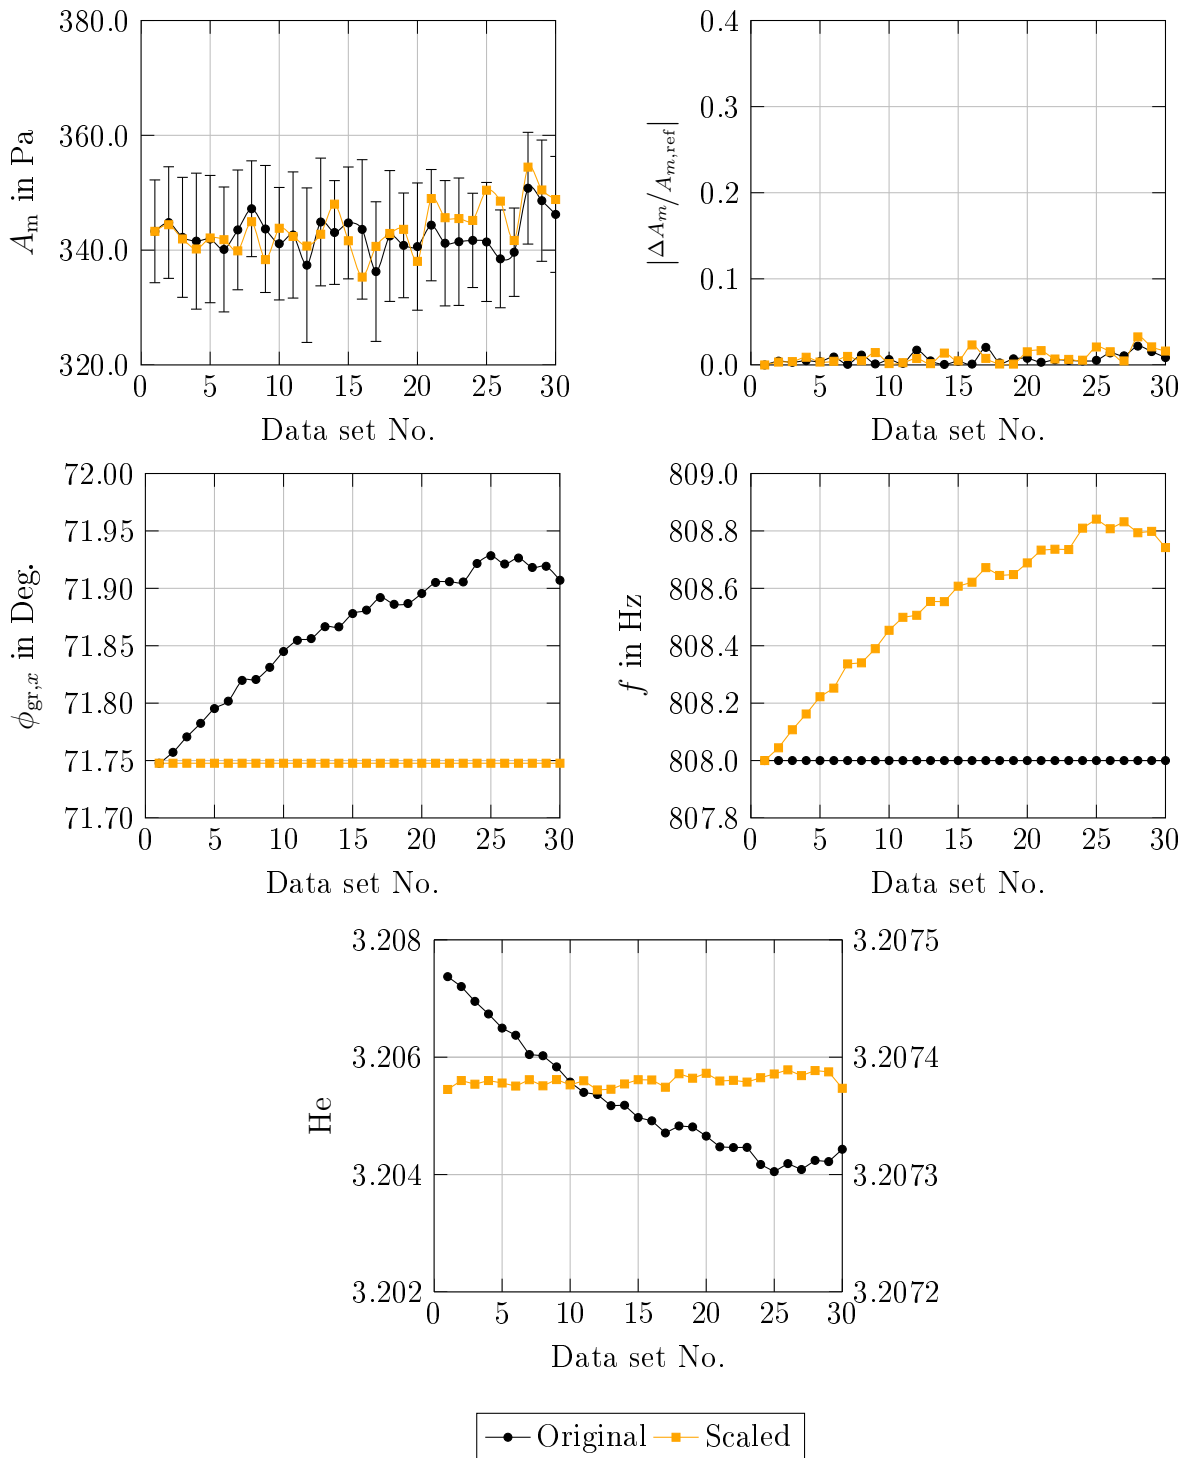 380.0
360.0
340.0
320.0
A_m in Pa
0 5 10 15 20 25 30
Data set No.
0.4
0.3
0.2
0.1
0.0
|ΔA_m/A_{m,ref}|
0 5 10 15 20 25 30
Data set No.
72.00
71.95
71.90
71.85
71.80
71.75
71.70
ϕ_{gr,x} in Deg.
0 5 10 15 20 25 30
Data set No.
809.0
808.8
808.6
808.4
808.2
808.0
807.8
f in Hz
0 5 10 15 20 25 30
Data set No.
3.208
3.206
3.204
3.202
He
3.2075
3.2074
3.2073
3.2072
0 5 10 15 20 25 30
Data set No.
Original Scaled